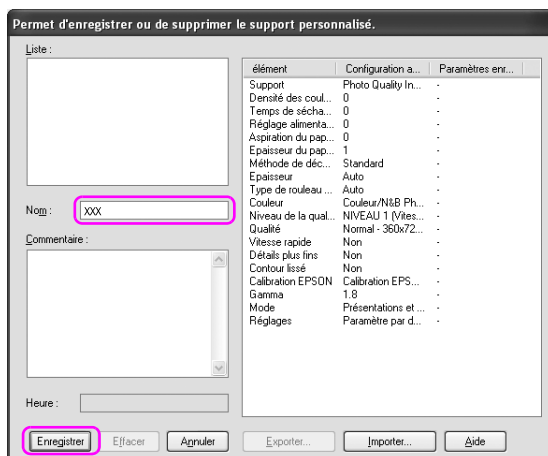 Permet d'enregistrer ou de supprimer le support personnalisé.
Liste :
Nom : XXX
Commentaire :
Heure :
élément Configuration a... Paramètres enr...
Support Photo Quality In... -
Densité des coul... 0 -
Temps de sécha... 0 -
Réglage alimenta... 0 -
Aspiration du pap... 0 -
Epaisseur du pap... 1 -
Méthode de déc... Standard -
Epaisseur Auto -
Type de rouleau ... Auto -
Couleur Couleur/N&B Ph... -
Niveau de la qual... NIVEAU 1 (Vites... -
Qualité Normal - 360x72... -
Vitesse rapide Non -
Détails plus fins Non -
Contour lissé Non -
Calibration EPSON Calibration EPS... -
Gamma 1.8 -
Mode Présentations et ... -
Réglages Paramètre par d... -
Enregistrer Effacer Annuler Exporter... Importer... Aide